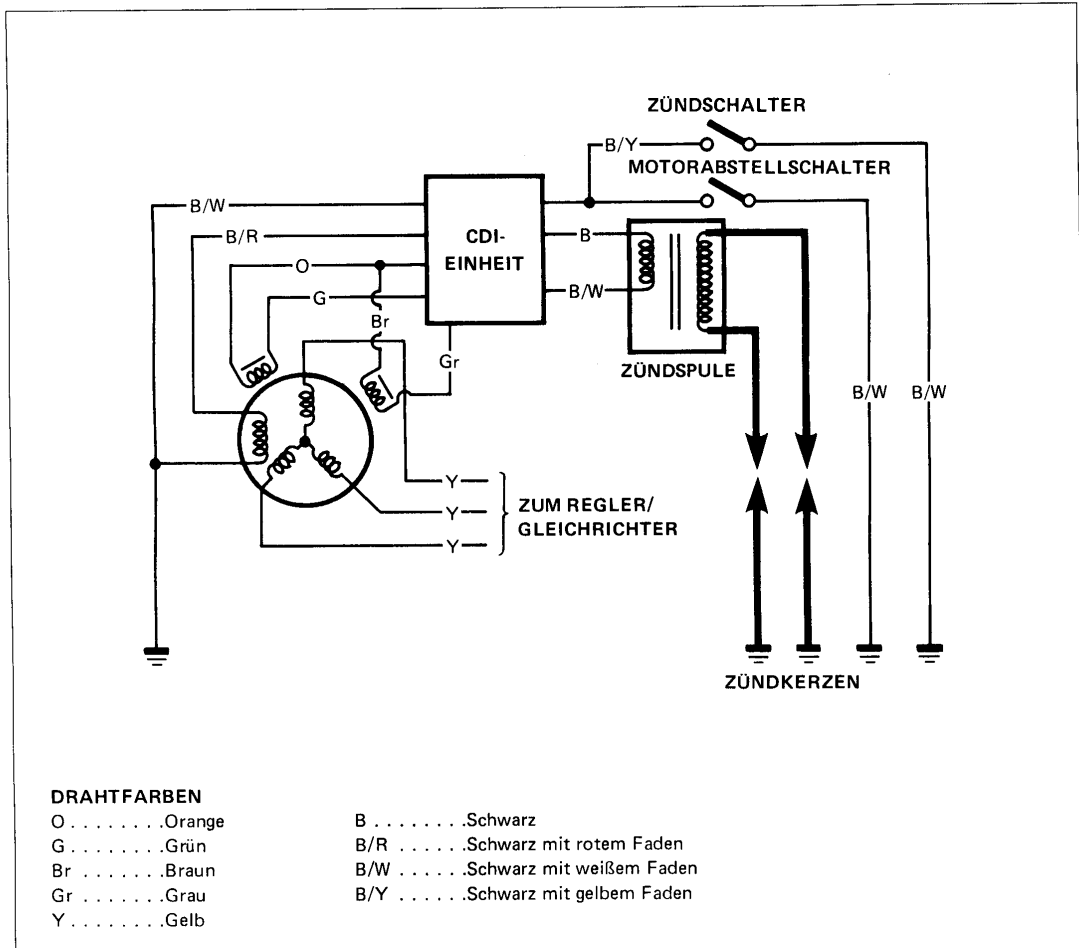 ZÜNDSCHALTER
B/Y
MOTORABSTELLSCHALTER
B/W
B/R
CDI-
EINHEIT
B
O
G
B/W
Br
Gr
ZÜNDSPULE
B/W
B/W
Y
Y
Y
ZUM REGLER/
GLEICHRICHTER
ZÜNDKERZEN
DRAHTFARBEN
O . . . . . . . .Orange
G . . . . . . . .Grün
Br . . . . . . .Braun
Gr . . . . . . .Grau
Y . . . . . . . .Gelb
B . . . . . . . .Schwarz
B/R . . . . . .Schwarz mit rotem Faden
B/W . . . . . .Schwarz mit weißem Faden
B/Y . . . . . .Schwarz mit gelbem Faden